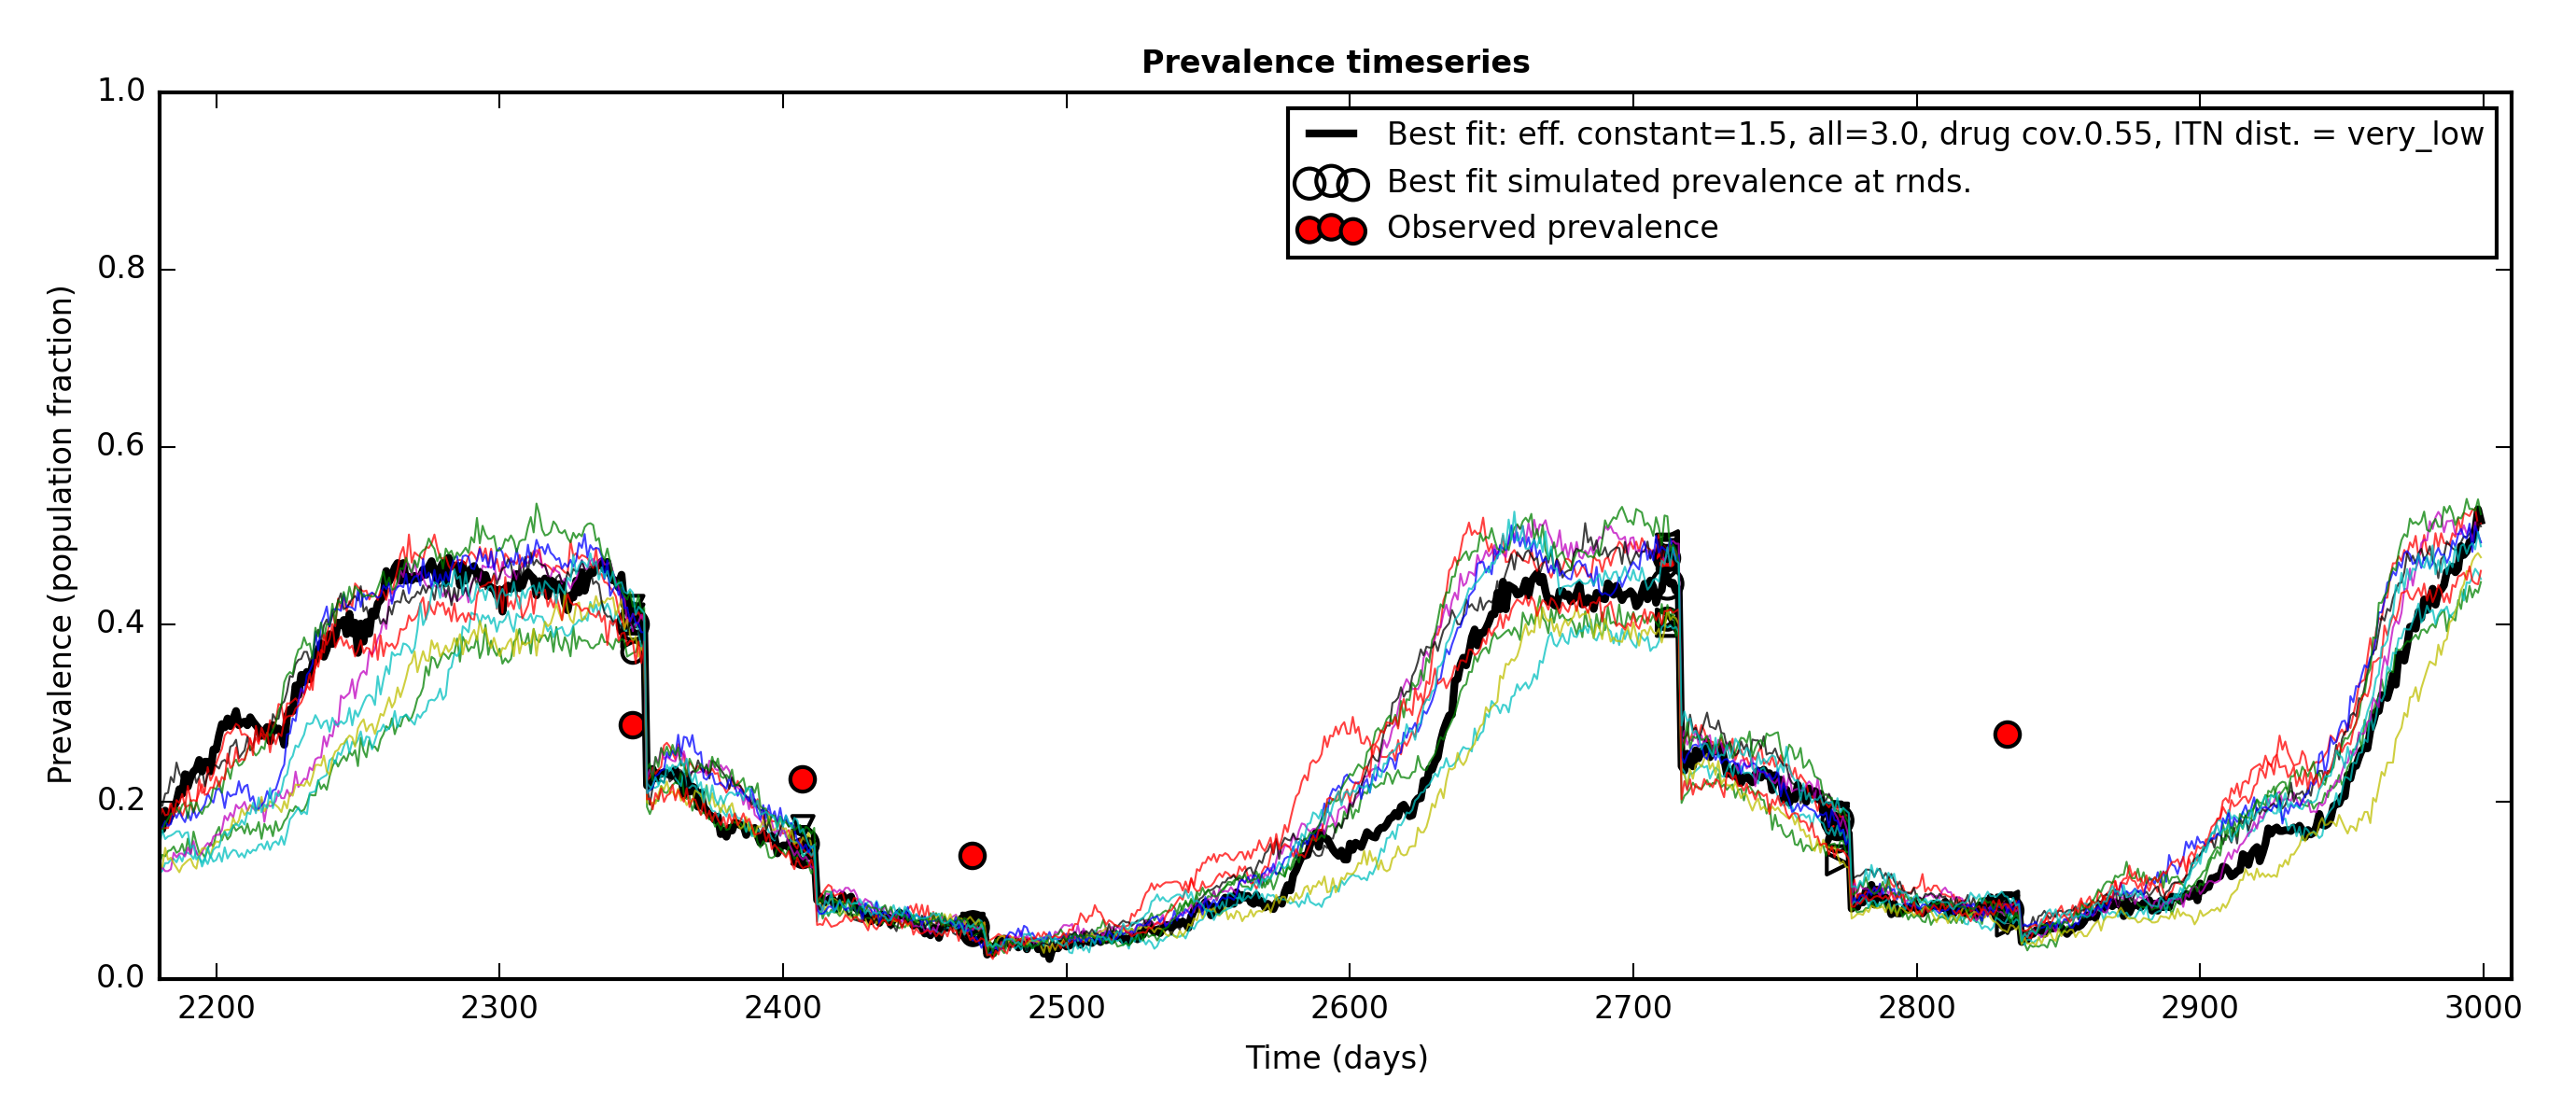 Prevalence timeseries
Best fit: eff. constant=1.5, all=3.0, drug cov.0.55, ITN dist. = very_low
Best fit simulated prevalence at rnds.
Observed prevalence
Prevalence (population fraction)
1.0
0.8
0.6
0.4
0.2
0.0
2200 2300 2400 2500 2600 2700 2800 2900 3000
Time (days)